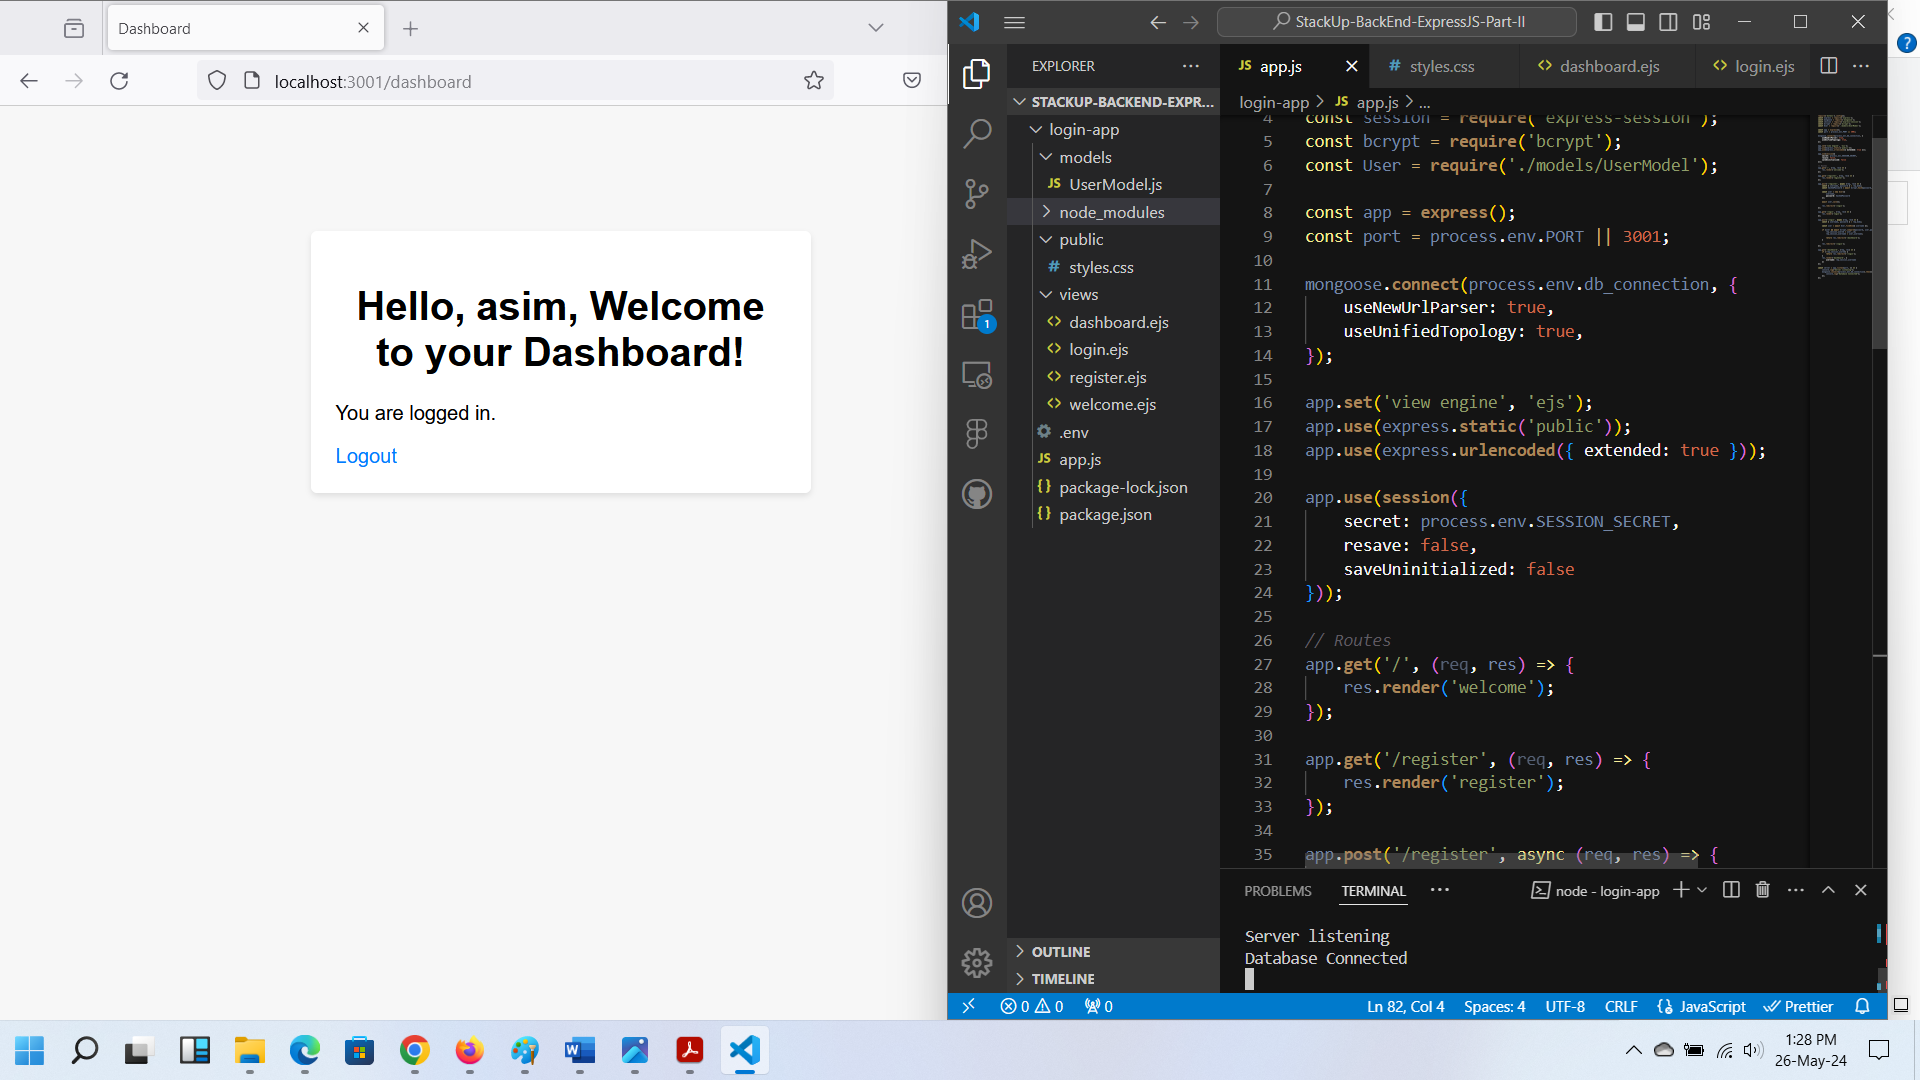 Dashboard
localhost:3001/dashboard
Hello, asim, Welcome
to your Dashboard!
You are logged in.
Logout
StackUp-BackEnd-ExpressJS-Part-II
EXPLORER
STACKUP-BACKEND-EXPR...
login-app
models
JS UserModel.js
node_modules
public
# styles.css
views
<> dashboard.ejs
<> login.ejs
<> register.ejs
<> welcome.ejs
.env
JS app.js
{} package-lock.json
{} package.json
OUTLINE
TIMELINE
1
JS app.js
# styles.css
<> dashboard.ejs
<> login.ejs
login-app > JS app.js > ...
4 const session = require('express-session');
5 const bcrypt = require('bcrypt');
6 const User = require('./models/UserModel');
7
8 const app = express();
9 const port = process.env.PORT || 3001;
10
11 mongoose.connect(process.env.db_connection, {
12 useNewUrlParser: true,
13 useUnifiedTopology: true,
14 });
15
16 app.set('view engine', 'ejs');
17 app.use(express.static('public'));
18 app.use(express.urlencoded({ extended: true }));
19
20 app.use(session({
21 secret: process.env.SESSION_SECRET,
22 resave: false,
23 saveUninitialized: false
24 }));
25
26 // Routes
27 app.get('/', (req, res) => {
28 res.render('welcome');
29 });
30
31 app.get('/register', (req, res) => {
32 res.render('register');
33 });
34
35 app.post('/register', async (req, res) => {
PROBLEMS
TERMINAL
node - login-app
Server listening
Database Connected
0 0
0
Ln 82, Col 4
Spaces: 4
UTF-8
CRLF
{} JavaScript
Prettier
?
1:28 PM
26-May-24